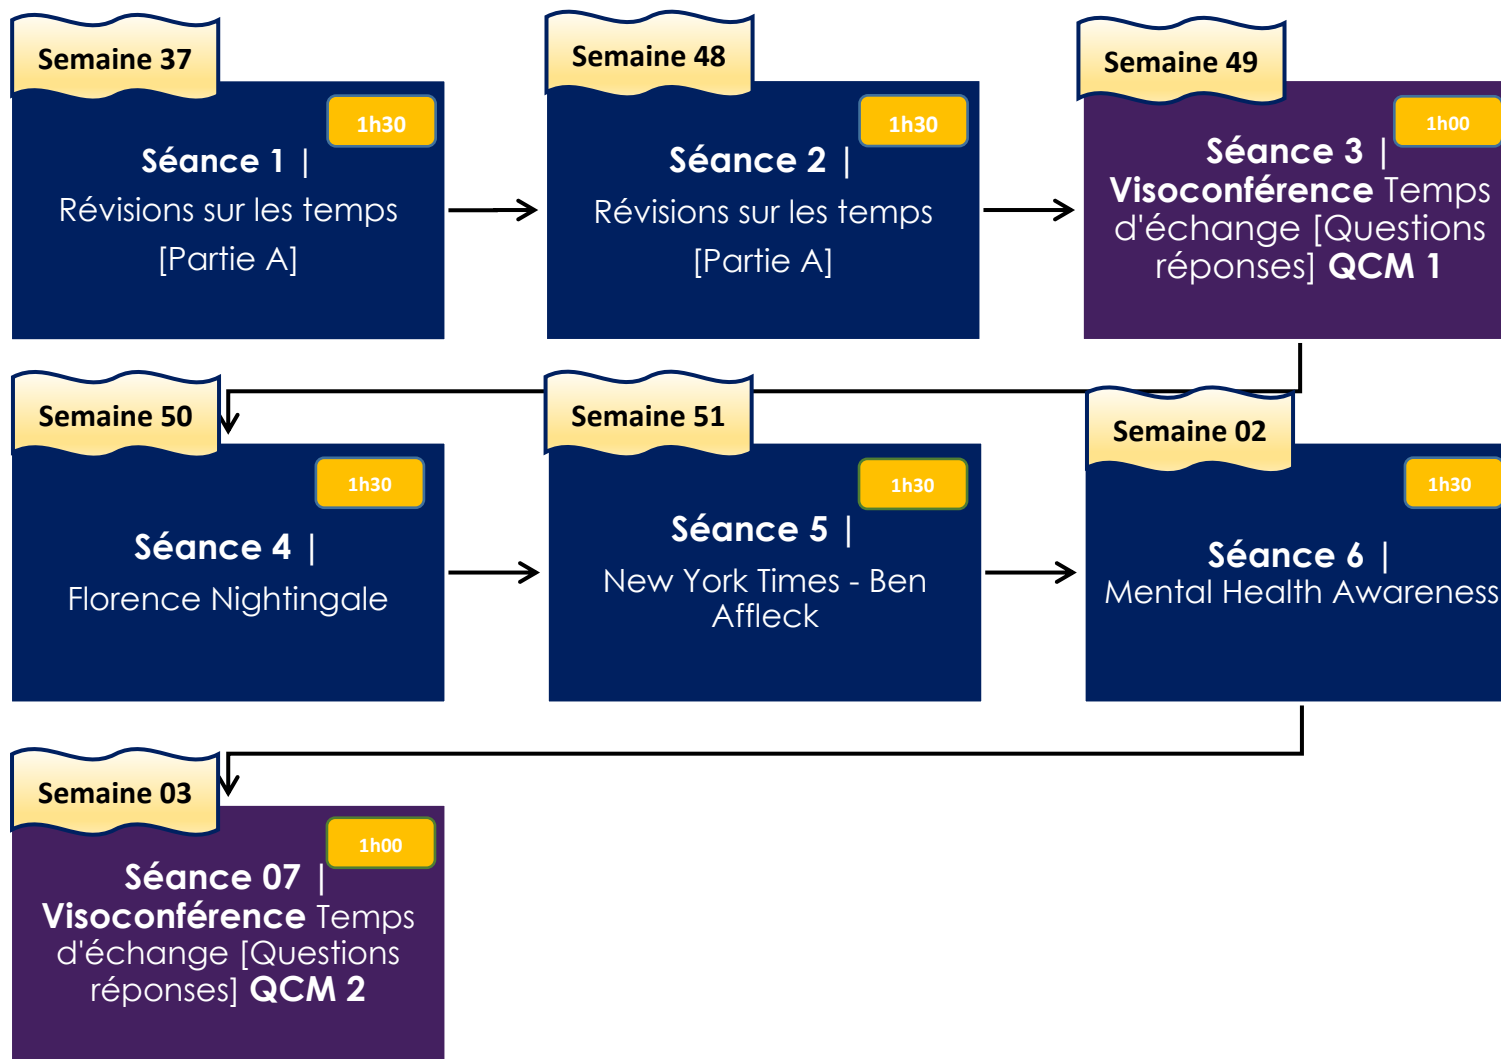 Semaine 37
1h30
Séance 1 |
Révisions sur les temps
[Partie A]
Semaine 48
1h30
Séance 2 |
Révisions sur les temps
[Partie A]
Semaine 49
1h00
Séance 3 |
Visoconférence Temps
d'échange [Questions
réponses] QCM 1
Semaine 50
1h30
Séance 4 |
Florence Nightingale
Semaine 51
1h30
Séance 5 |
New York Times - Ben
Affleck
Semaine 02
1h30
Séance 6 |
Mental Health Awareness
Semaine 03
1h00
Séance 07 |
Visoconférence Temps
d'échange [Questions
réponses] QCM 2